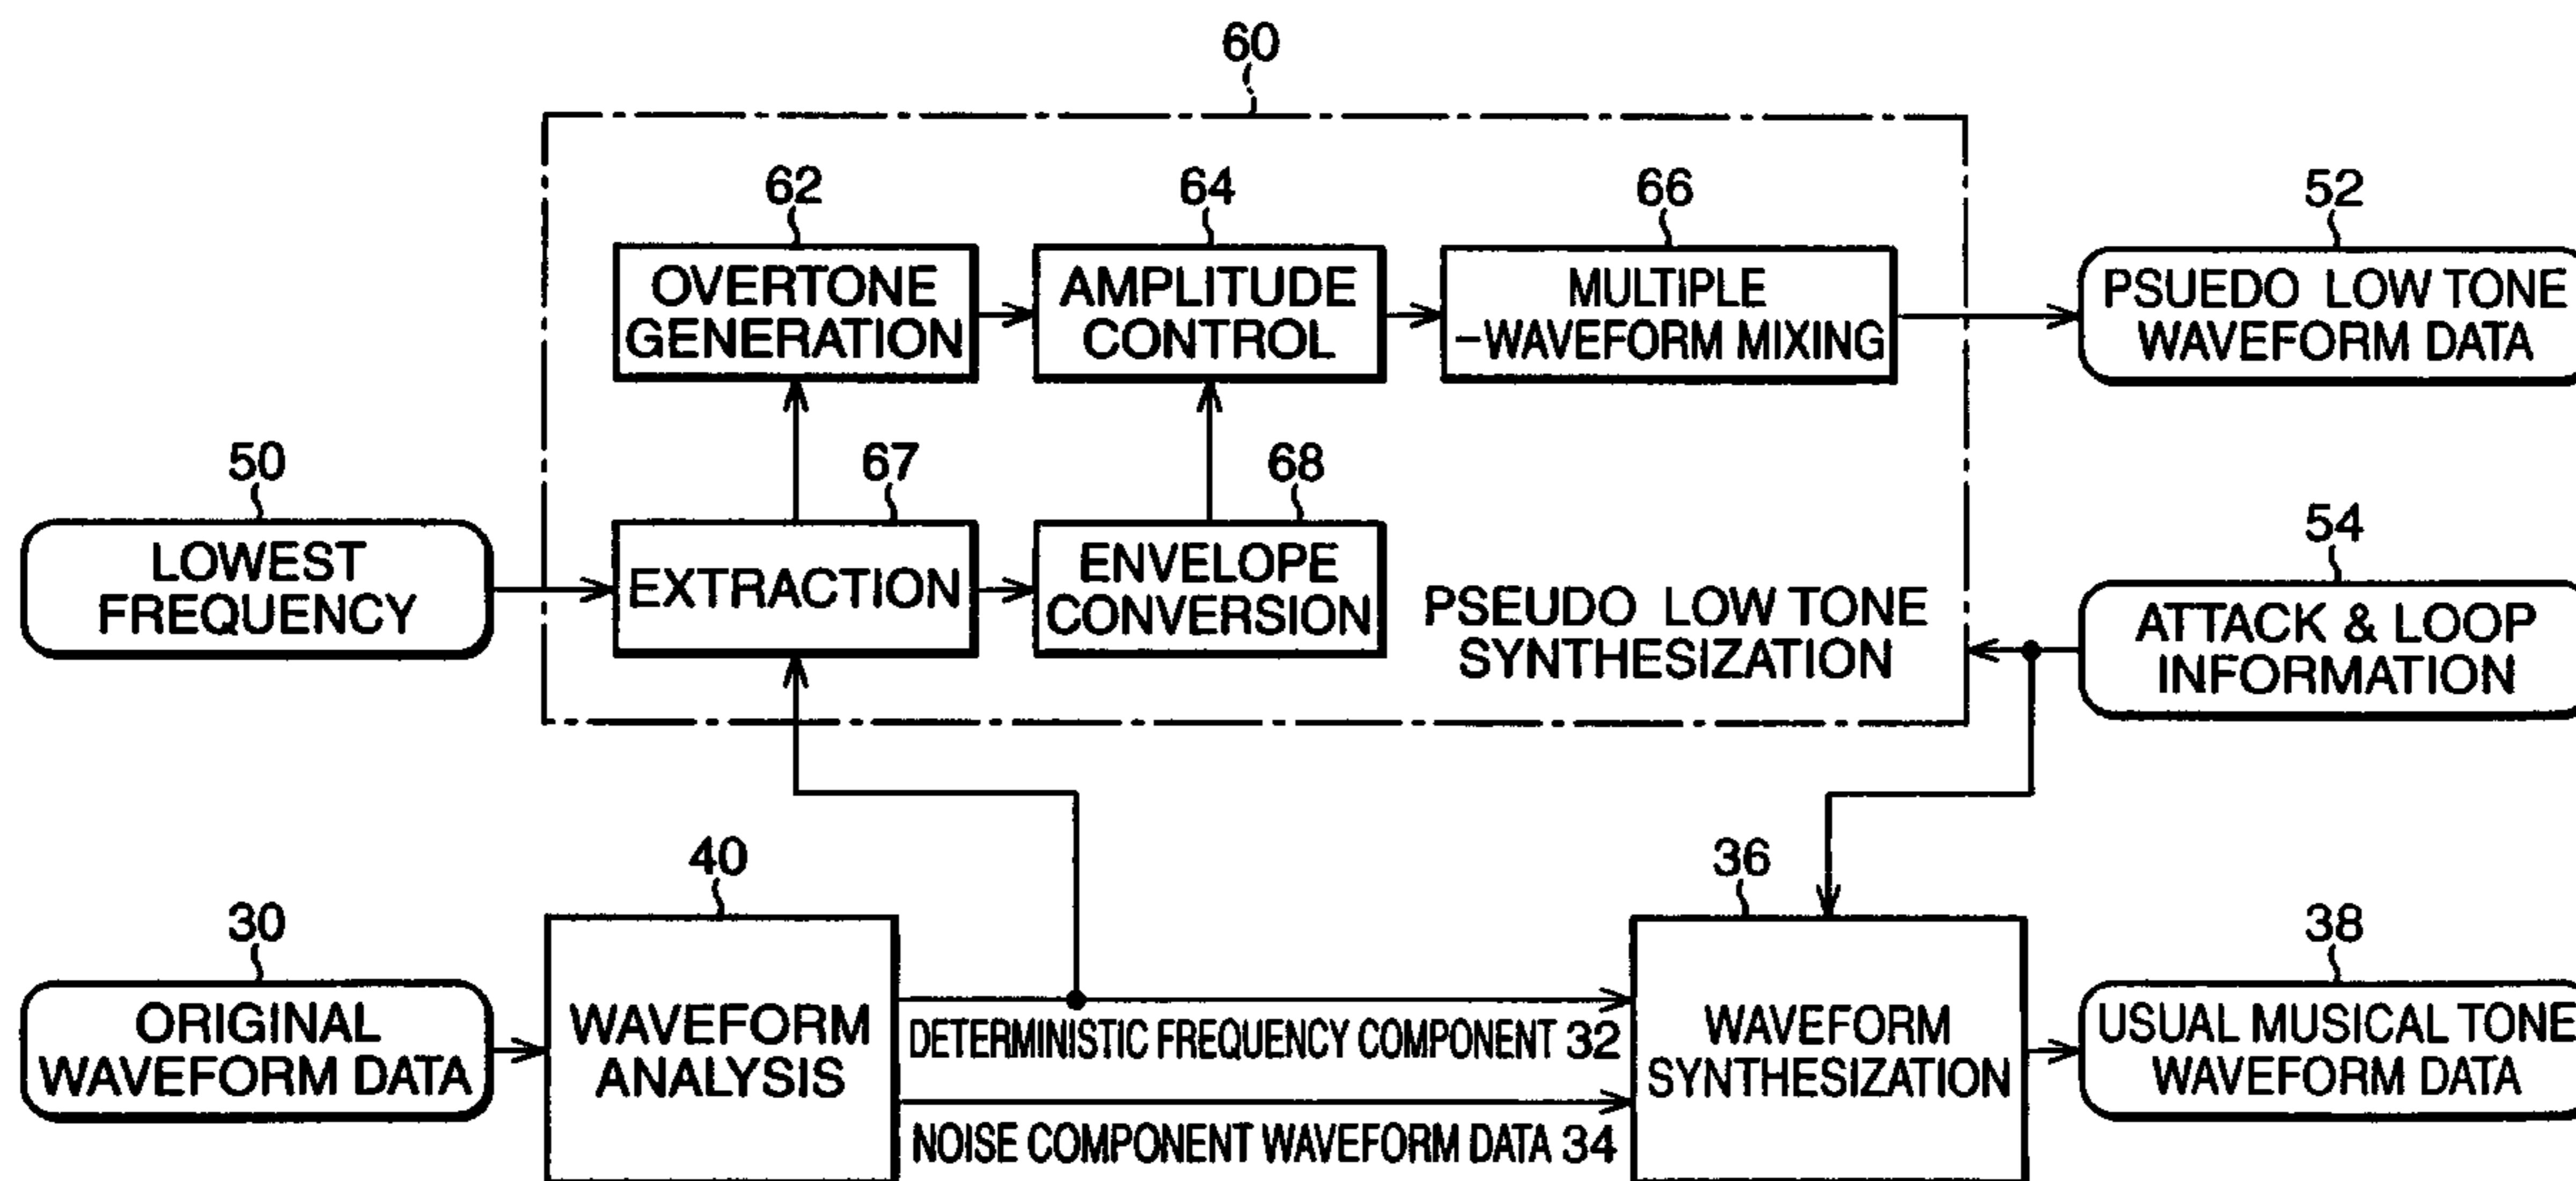 60
62
64
66
52
OVERTONE
GENERATION
AMPLITUDE
CONTROL
MULTIPLE
-WAVEFORM MIXING
PSUEDO LOW TONE
WAVEFORM DATA
50
67
68
54
LOWEST
FREQUENCY
EXTRACTION
ENVELOPE
CONVERSION
PSEUDO LOW TONE
SYNTHESIZATION
ATTACK & LOOP
INFORMATION
40
36
30
38
ORIGINAL
WAVEFORM DATA
WAVEFORM
ANALYSIS
DETERMINISTIC FREQUENCY COMPONENT 32
NOISE COMPONENT WAVEFORM DATA 34
WAVEFORM
SYNTHESIZATION
USUAL MUSICAL TONE
WAVEFORM DATA